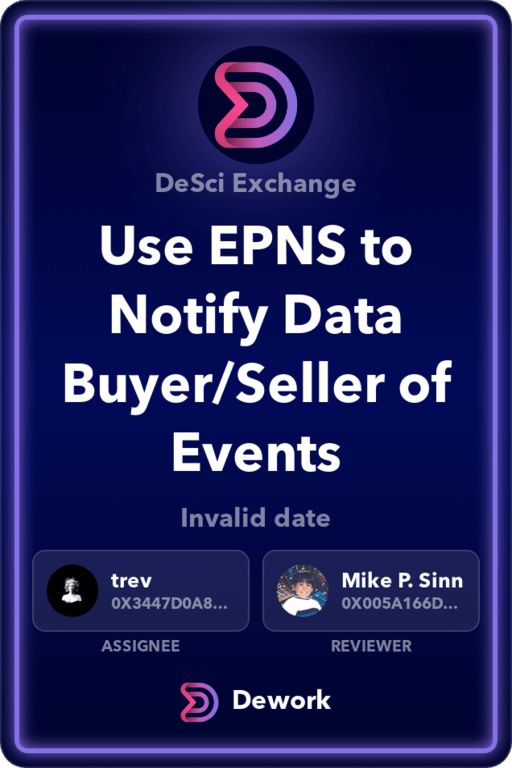 DeSci Exchange
Use EPNS to
Notify Data
Buyer/Seller of
Events
Invalid date
trev
0X3447D0A8...
Mike P. Sinn
0X005A166D...
ASSIGNEE
REVIEWER
Dework